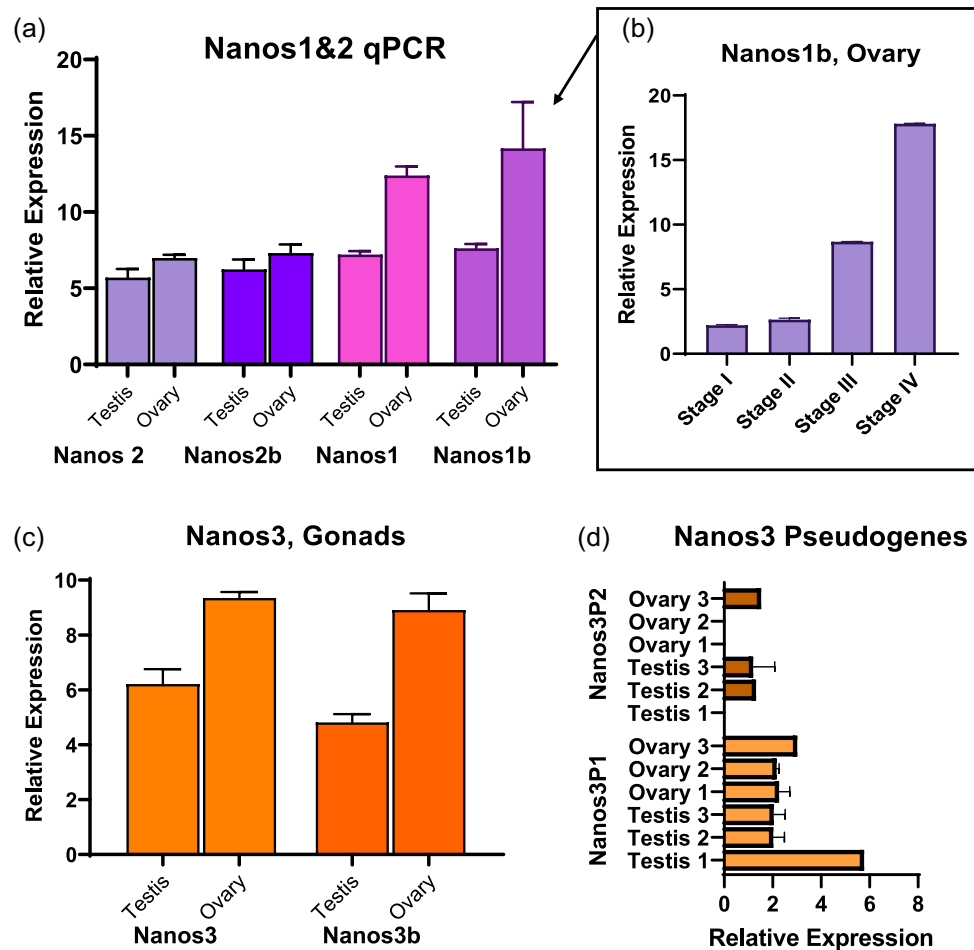 (a)
Nanos1&2 qPCR
Relative Expression
20
15
10
5
0
Testis
Ovary
Testis
Ovary
Testis
Ovary
Testis
Ovary
Nanos 2
Nanos2b
Nanos1
Nanos1b
(b)
Nanos1b, Ovary
Relative Expression
20
15
10
5
0
Stage I
Stage II
Stage III
Stage IV
(c)
Nanos3, Gonads
Relative Expression
10
8
6
4
2
0
Testis
Ovary
Testis
Ovary
Nanos3
Nanos3b
(d)
Nanos3 Pseudogenes
Nanos3P2
Ovary 3
Ovary 2
Ovary 1
Testis 3
Testis 2
Testis 1
Nanos3P1
Ovary 3
Ovary 2
Ovary 1
Testis 3
Testis 2
Testis 1
0 2 4 6 8
Relative Expression